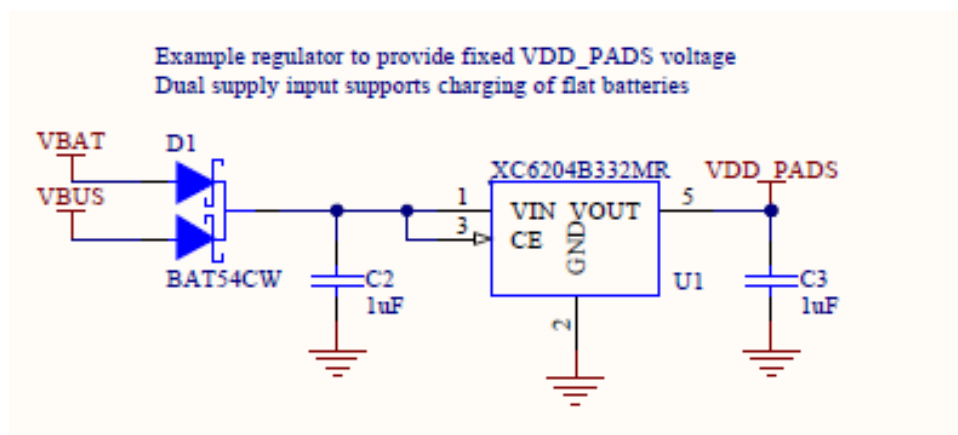 Example regulator to provide fixed VDD_PADS voltage
Dual supply input supports charging of flat batteries
VBAT
D1
VBUS
BAT54CW
C2
1uF
XC6204B332MR
1
3
VIN VOUT
CE
GND
2
5
U1
VDD_PADS
C3
1uF